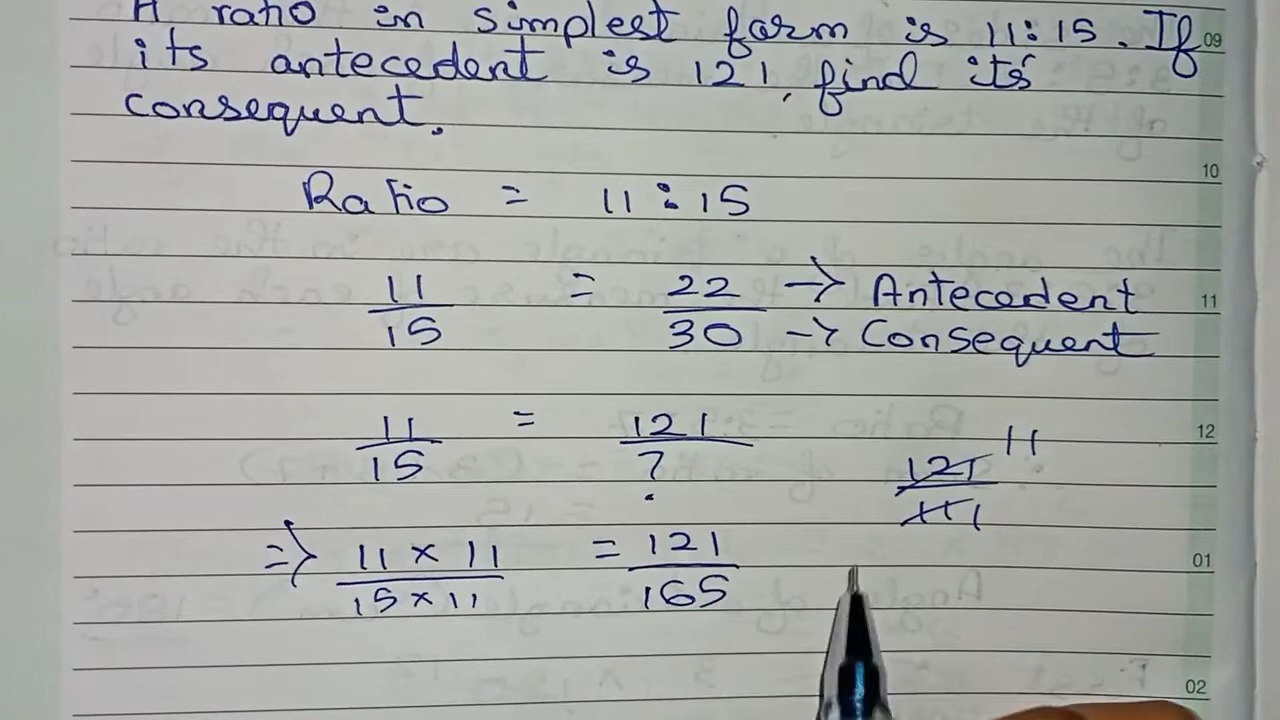 A ratio in simplest form is 11:15. If
its antecedent is 121, find its
consequent.
Ratio = 11:15
11/15 = 22/30 → Antecedent → Consequent
11/15 = 121/?
121/11 11 1
=> 11 × 11/15 × 11 = 121/165
09
10
11
12
01
02